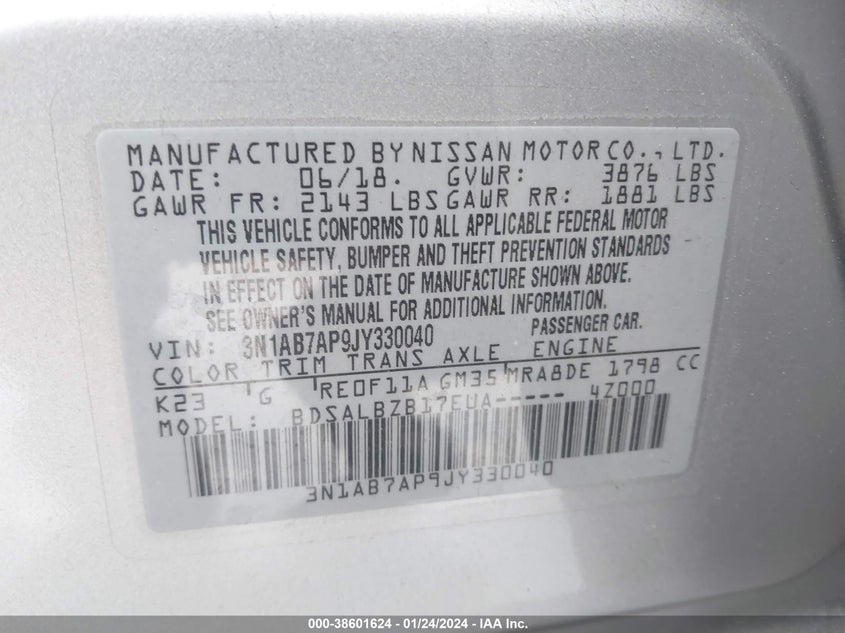 MANUFACTURED BY NISSAN MOTOR CO., LTD.
DATE: 06/18. GVWR: 3876 LBS
GAWR FR: 2143 LBS GAWR RR: 1881 LBS
THIS VEHICLE CONFORMS TO ALL APPLICABLE FEDERAL MOTOR
VEHICLE SAFETY, BUMPER AND THEFT PREVENTION STANDARDS
IN EFFECT ON THE DATE OF MANUFACTURE SHOWN ABOVE.
SEE OWNER'S MANUAL FOR ADDITIONAL INFORMATION.
VIN: 3N1AB7AP9JY330040 PASSENGER CAR.
COLOR TRIM TRANS AXLE ENGINE
K23 G RE0F11A GM35 MRA8DE 1798 CC
MODEL: BDSALBZB17EUA----- 4Z000
3N1AB7AP9JY330040
000-38601624 - 01/24/2024 - IAA Inc.